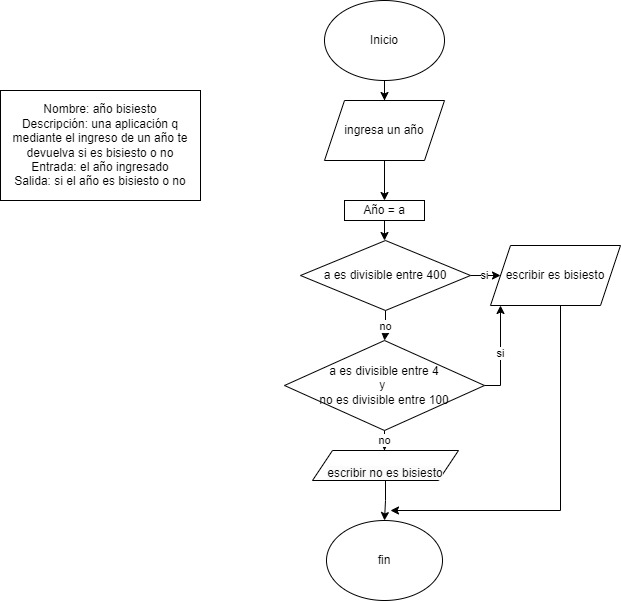 Inicio
Nombre: año bisiesto
Descripción: una aplicación q
mediante el ingreso de un año te
devuelva si es bisiesto o no
Entrada: el año ingresado
Salida: si el año es bisiesto o no
ingresa un año
Año = a
a es divisible entre 400
si
escribir es bisiesto
no
a es divisible entre 4
y
no es divisible entre 100
si
no
escribir no es bisiesto
fin